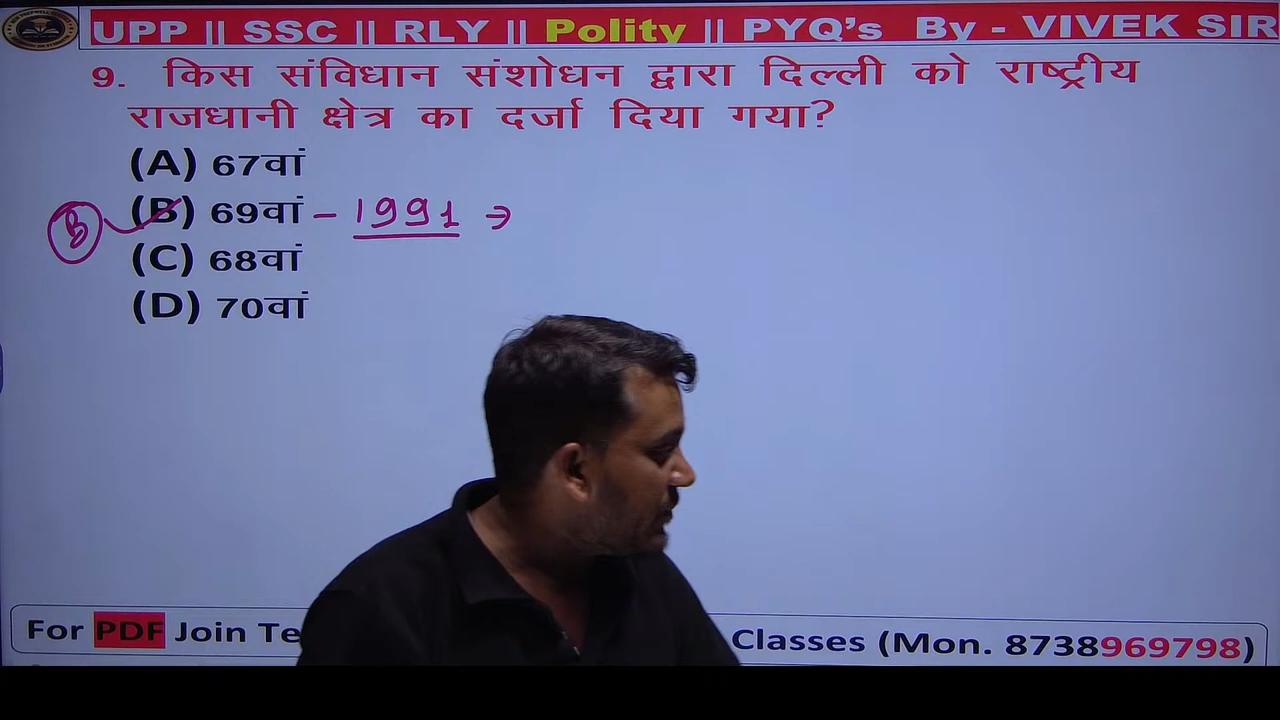 UPP || SSC || RLY || Polity || PYQ's By - VIVEK SIR
9. किस संविधान संशोधन द्वारा दिल्ली को राष्ट्रीय
राजधानी क्षेत्र का दर्जा दिया गया?
(A) 67वां
B (B) 69वां – 1991 →
(C) 68वां
(D) 70वां
For PDF Join Te Classes (Mon. 8738969798)